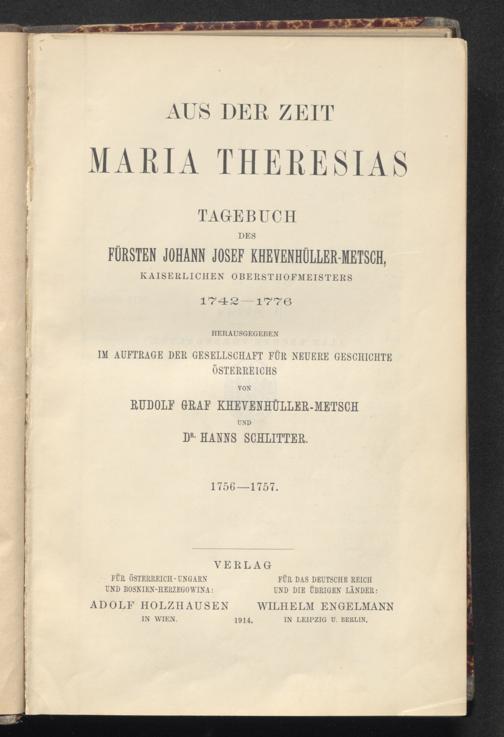 AUS DER ZEIT
MARIA THERESIAS
TAGEBUCH
DES
FÜRSTEN JOHANN JOSEF KHEVENHÜLLER-METSCH,
KAISERLICHEN OBERSTHOFMEISTERS
1742—1776
HERAUSGEGEBEN
IM AUFTRAGE DER GESELLSCHAFT FÜR NEUERE GESCHICHTE
ÖSTERREICHS
VON
RUDOLF GRAF KHEVENHÜLLER-METSCH
UND
DR. HANNS SCHLITTER.
1756—1757.
VERLAG
FÜR ÖSTERREICH-UNGARN
UND BOSNIEN-HERZEGOWINA:
ADOLF HOLZHAUSEN
IN WIEN.
FÜR DAS DEUTSCHE REICH
UND DIE ÜBRIGEN LÄNDER:
WILHELM ENGELMANN
IN LEIPZIG U. BERLIN.
1914.